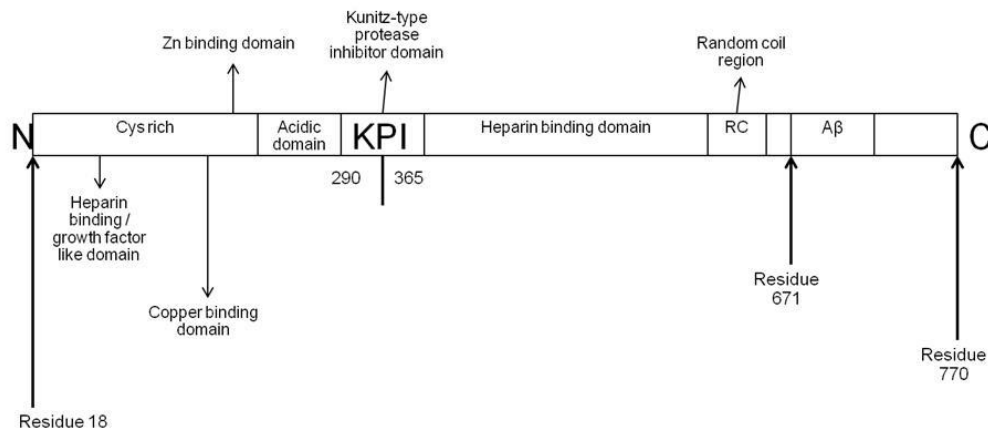 Kunitz-type
protease
inhibitor domain
Zn binding domain
Random coil
region
N
Cys rich
Acidic
domain
KPI
Heparin binding domain
RC
Aβ
C
290
365
Heparin
binding /
growth factor
like domain
Copper binding
domain
Residue
671
Residue
770
Residue 18